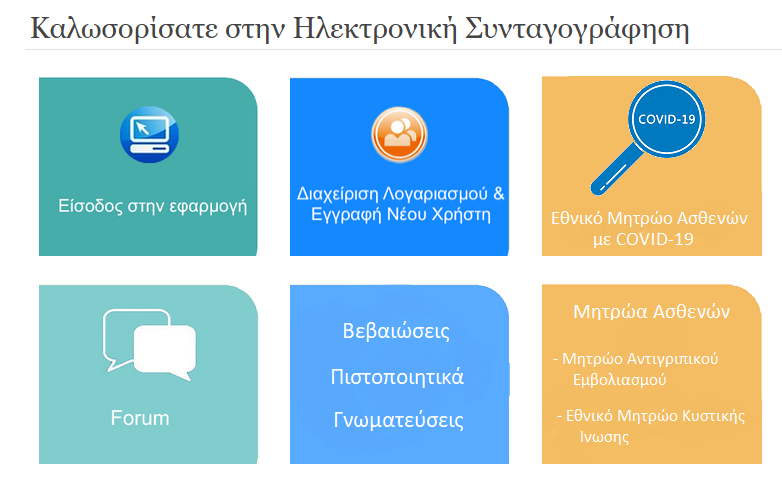 Καλωσορίσατε στην Ηλεκτρονική Συνταγογράφηση
Είσοδος στην εφαρμογή
Διαχείριση Λογαριασμού &
Εγγραφή Νέου Χρήστη
COVID-19
Εθνικό Μητρώο Ασθενών
με COVID-19
Forum
Βεβαιώσεις
Πιστοποιητικά
Γνωματεύσεις
Μητρώα Ασθενών
- Μητρώο Αντιγριπικού
Εμβολιασμού
- Εθνικό Μητρώο Κυστικής
Ινωσης